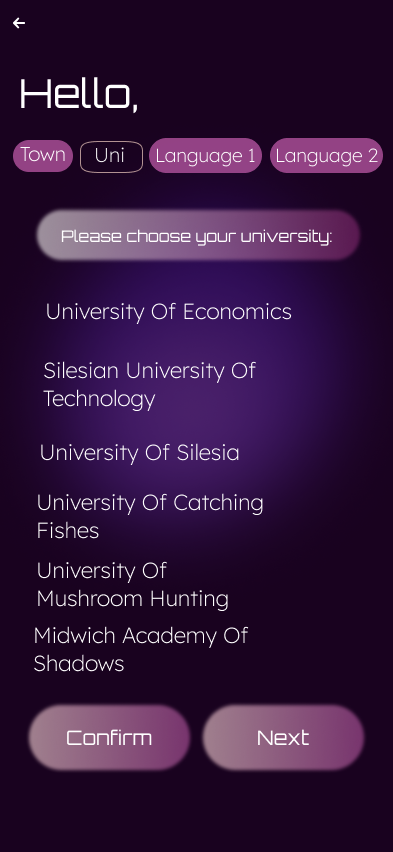 Hello,
Town
Uni
Language 1
Language 2
Please choose your university:
University Of Economics
Silesian University Of
Technology
University Of Silesia
University Of Catching
Fishes
University Of
Mushroom Hunting
Midwich Academy Of
Shadows
Confirm
Next